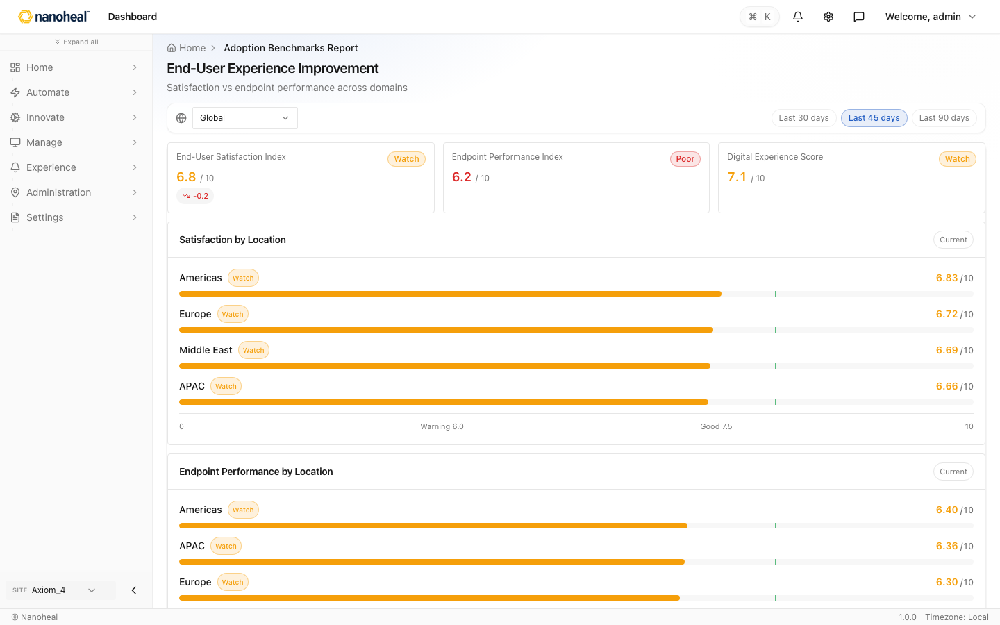 nanoheal™ Dashboard ⌘ K Welcome, admin
Expand all
Home
Automate
Innovate
Manage
Experience
Administration
Settings
SITE Axiom_4
Home > Adoption Benchmarks Report
End-User Experience Improvement
Satisfaction vs endpoint performance across domains
Global Last 30 days Last 45 days Last 90 days
End-User Satisfaction Index Watch
6.8 / 10
-0.2
Endpoint Performance Index Poor
6.2 / 10
Digital Experience Score Watch
7.1 / 10
Satisfaction by Location Current
Americas Watch 6.83 /10
Europe Watch 6.72 /10
Middle East Watch 6.69 /10
APAC Watch 6.66 /10
0 Warning 6.0 Good 7.5 10
Endpoint Performance by Location Current
Americas Watch 6.40 /10
APAC Watch 6.36 /10
Europe Watch 6.30 /10
© Nanoheal 1.0.0 Timezone: Local